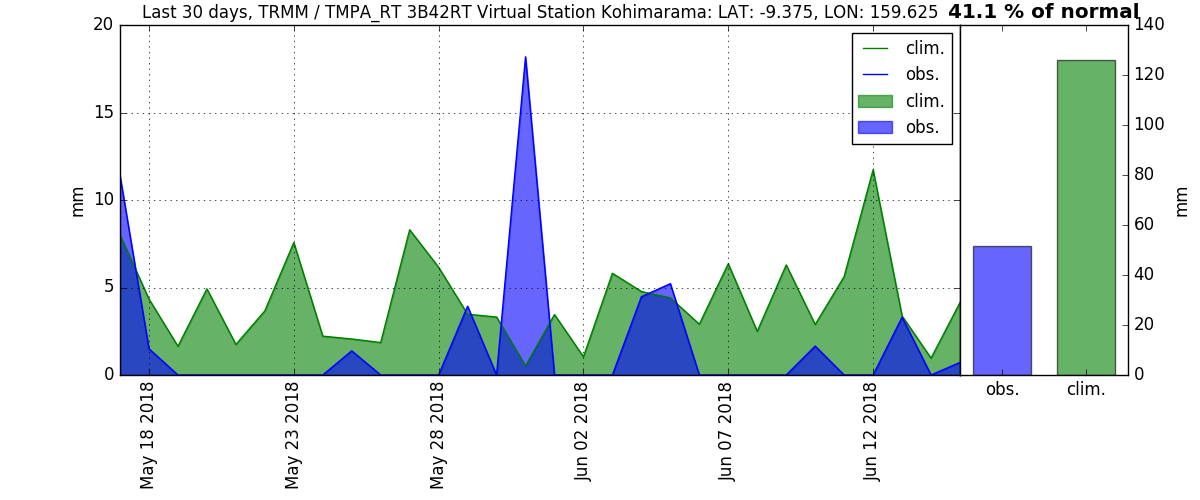 Last 30 days, TRMM / TMPA_RT 3B42RT Virtual Station Kohimarama: LAT: -9.375, LON: 159.625
41.1 % of normal
20
15
10
5
0
mm
clim.
obs.
clim.
obs.
May 18 2018
May 23 2018
May 28 2018
Jun 02 2018
Jun 07 2018
Jun 12 2018
140
120
100
80
60
40
20
0
mm
obs.
clim.